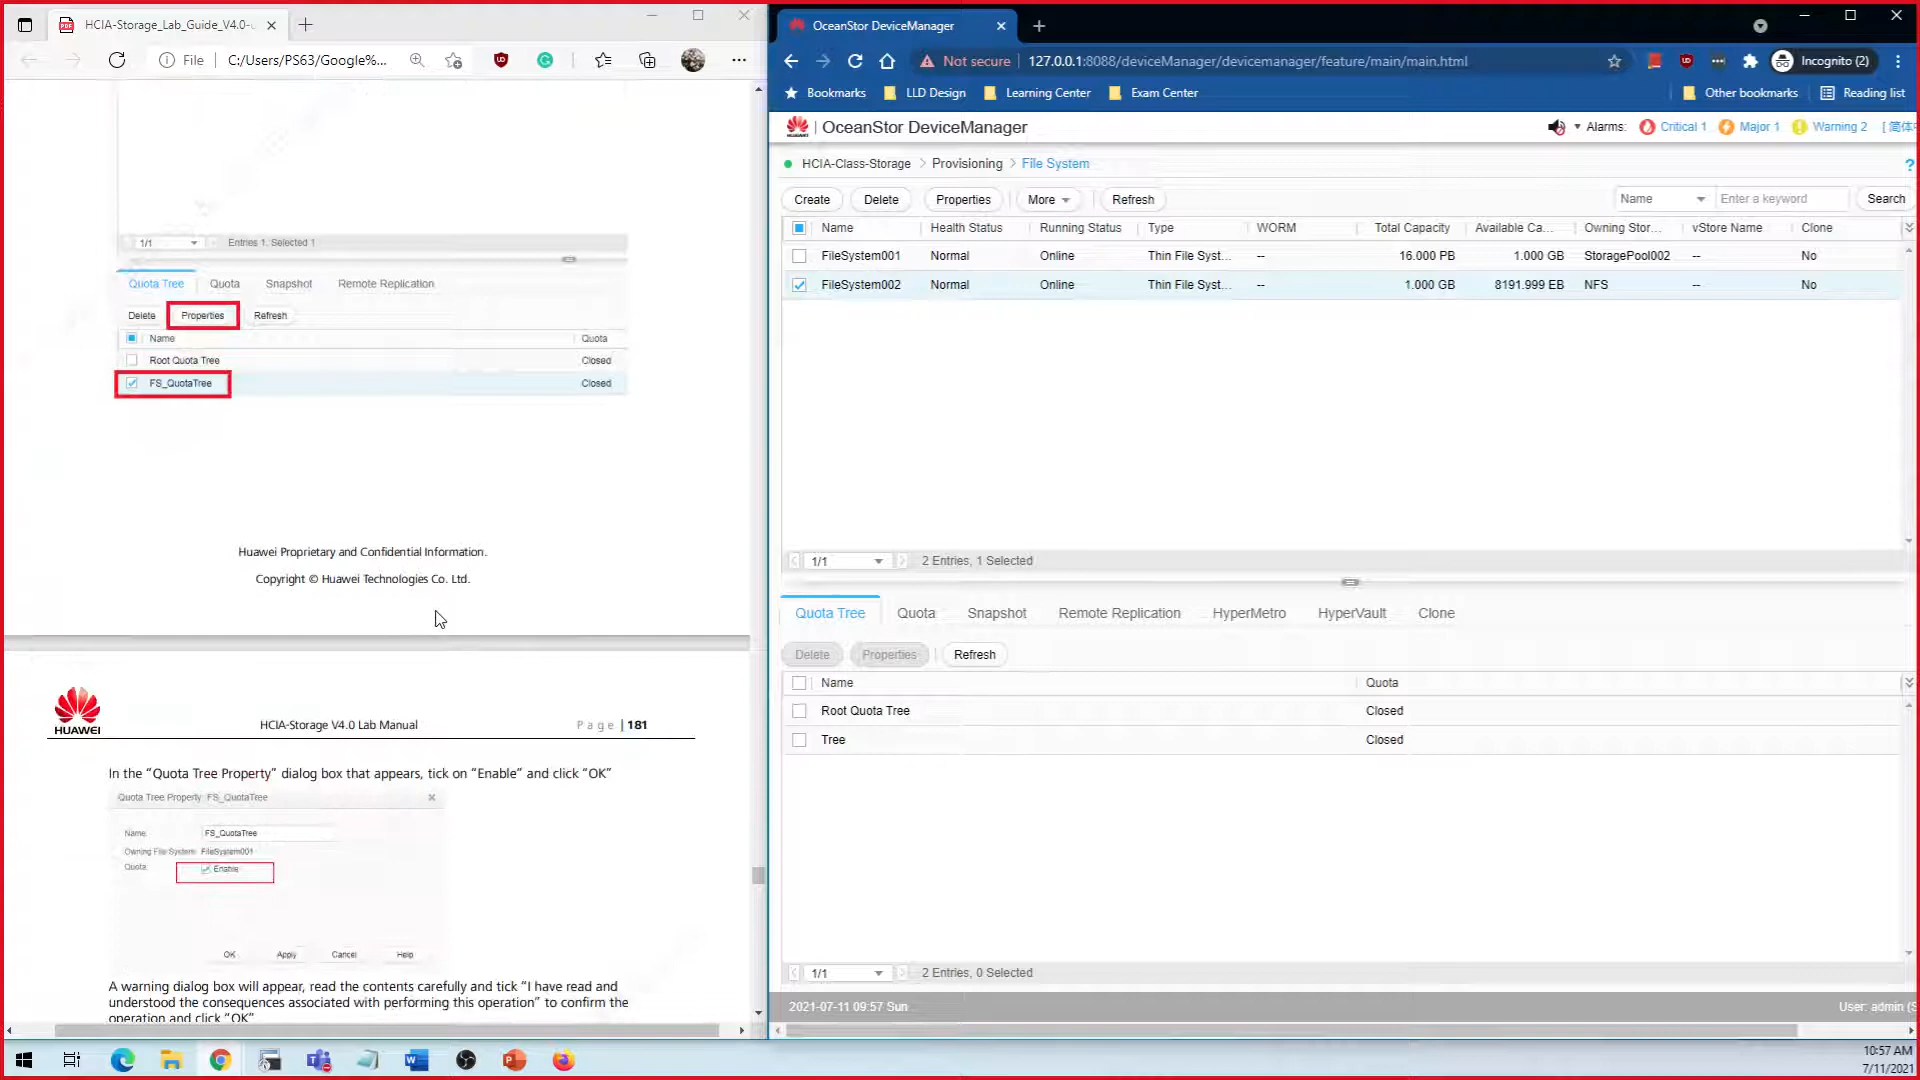 HCIA-Storage_Lab_Guide_V4.0-
File
C:/Users/PS63/Google%...
1/1
Entries 1, Selected 1
Quota Tree
Quota
Snapshot
Remote Replication
Delete
Properties
Refresh
Name
Quota
Root Quota Tree
Closed
FS_QuotaTree
Closed
Huawei Proprietary and Confidential Information.
Copyright © Huawei Technologies Co. Ltd.
HUAWEI
HCIA-Storage V4.0 Lab Manual
Page | 181
In the “Quota Tree Property” dialog box that appears, tick on “Enable” and click “OK”
Quota Tree Property: FS_QuotaTree
Name:
FS_QuotaTree
Owning File System:
FileSystem001
Quota:
Enable
OK
Apply
Cancel
Help
A warning dialog box will appear, read the contents carefully and tick “I have read and
understood the consequences associated with performing this operation” to confirm the
operation and click “OK”
OceanStor DeviceManager
Not secure
127.0.0.1:8088/deviceManager/devicemanager/feature/main/main.html
Incognito (2)
Bookmarks
LLD Design
Learning Center
Exam Center
Other bookmarks
Reading list
HUAWEI
| OceanStor DeviceManager
Alarms:
Critical 1
Major 1
Warning 2
[ 简体
HCIA-Class-Storage
Provisioning
File System
?
Create
Delete
Properties
More
Refresh
Name
Enter a keyword
Search
Name
Health Status
Running Status
Type
WORM
Total Capacity
Available Ca...
Owning Stor...
vStore Name
Clone
FileSystem001
Normal
Online
Thin File Syst...
--
16.000 PB
1.000 GB
StoragePool002
--
No
FileSystem002
Normal
Online
Thin File Syst...
--
1.000 GB
8191.999 EB
NFS
--
No
1/1
2 Entries, 1 Selected
Quota Tree
Quota
Snapshot
Remote Replication
HyperMetro
HyperVault
Clone
Delete
Properties
Refresh
Name
Quota
Root Quota Tree
Closed
Tree
Closed
1/1
2 Entries, 0 Selected
2021-07-11 09:57 Sun
User: admin (S
10:57 AM
7/11/2021